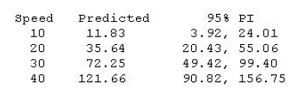 Speed Predicted 95% PI
10 11.83 3.92, 24.01
20 35.64 20.43, 55.06
30 72.25 49.42, 99.40
40 121.66 90.82, 156.75